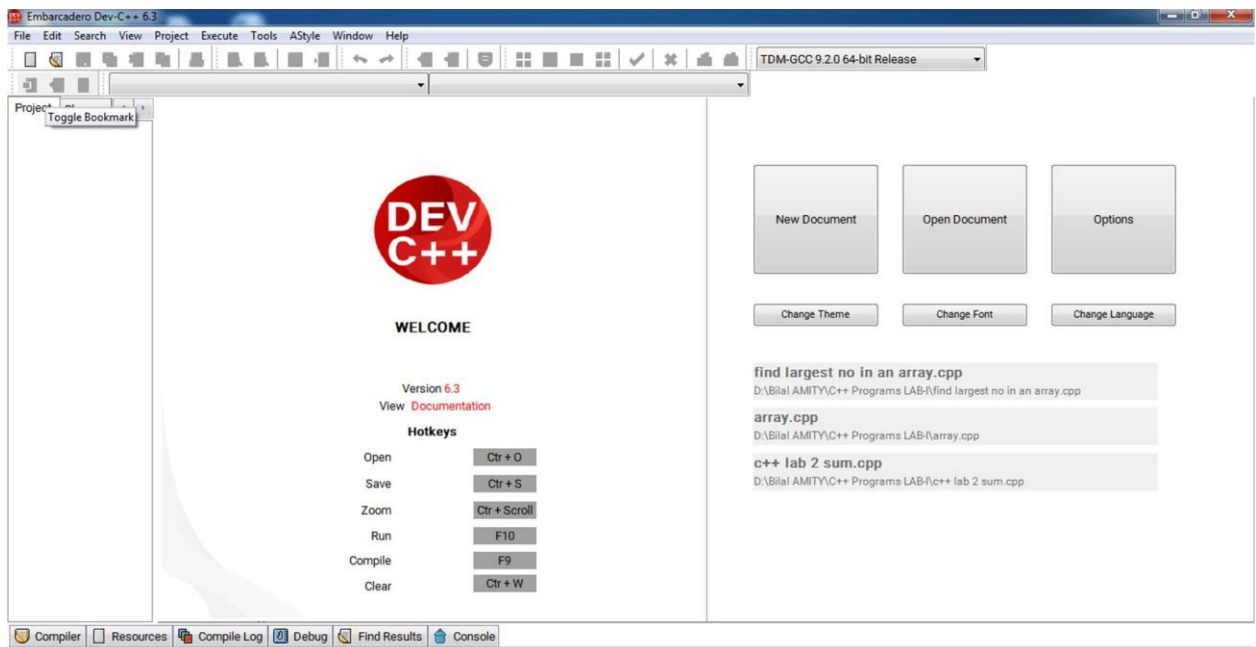 Embarcadero Dev-C++ 6.3
File Edit Search View Project Execute Tools AStyle Window Help
TDM-GCC 9.2.0 64-bit Release
Project
Toggle Bookmark
DEV
C++
WELCOME
Version 6.3
View Documentation
Hotkeys
Open Ctr + O
Save Ctr + S
Zoom Ctr + Scroll
Run F10
Compile F9
Clear Ctr + W
New Document Open Document Options
Change Theme Change Font Change Language
find largest no in an array.cpp
D:\Bilal AMITY\C++ Programs LAB-I\find largest no in an array.cpp
array.cpp
D:\Bilal AMITY\C++ Programs LAB-I\array.cpp
c++ lab 2 sum.cpp
D:\Bilal AMITY\C++ Programs LAB-I\c++ lab 2 sum.cpp
Compiler Resources Compile Log Debug Find Results Console